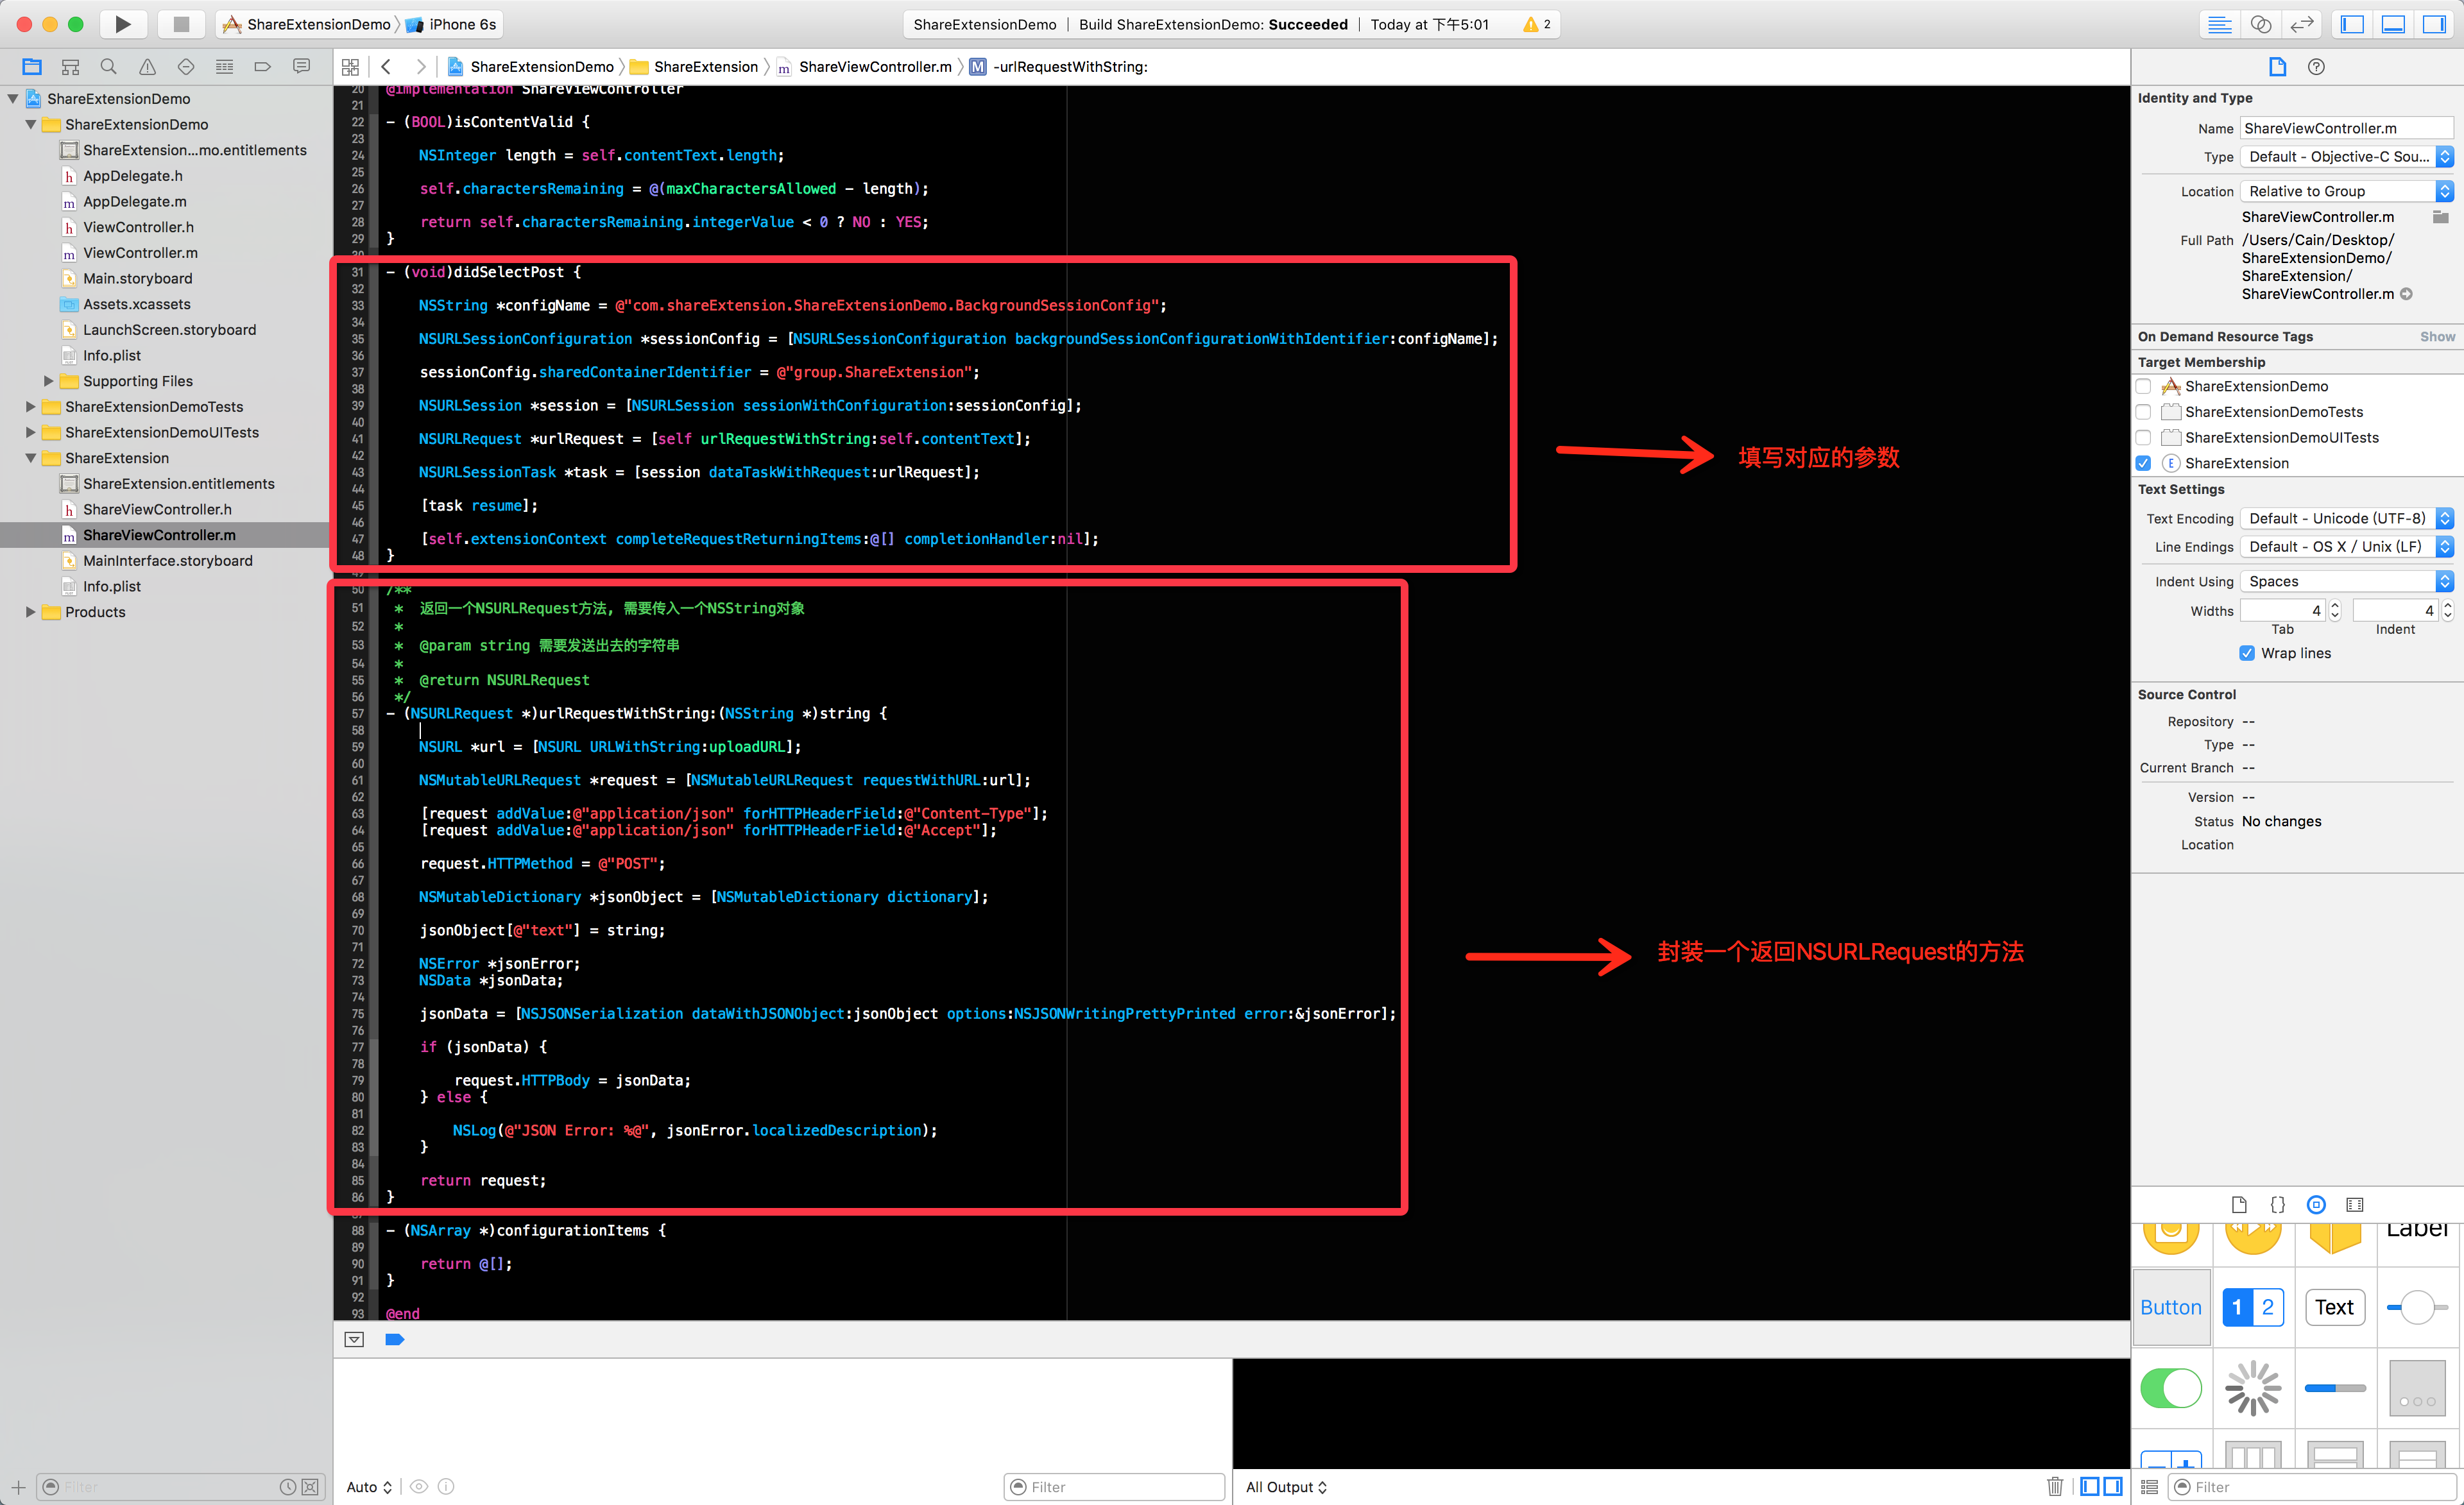 ShareExtensionDemo
iPhone 6s
ShareExtensionDemo | Build ShareExtensionDemo: Succeeded | Today at 下午5:01
2
ShareExtensionDemo
ShareExtension
ShareViewController.m
M -urlRequestWithString:
ShareExtensionDemo
ShareExtensionDemo
ShareExtension...mo.entitlements
AppDelegate.h
AppDelegate.m
ViewController.h
ViewController.m
Main.storyboard
Assets.xcassets
LaunchScreen.storyboard
Info.plist
Supporting Files
ShareExtensionDemoTests
ShareExtensionDemoUITests
ShareExtension
ShareExtension.entitlements
ShareViewController.h
ShareViewController.m
MainInterface.storyboard
Info.plist
Products
Filter
20 @implementation ShareViewController
21
22 - (BOOL)isContentValid {
23
24 NSInteger length = self.contentText.length;
25
26 self.charactersRemaining = @(maxCharactersAllowed - length);
27
28 return self.charactersRemaining.integerValue < 0 ? NO : YES;
29 }
30
31 - (void)didSelectPost {
32
33 NSString *configName = @"com.shareExtension.ShareExtensionDemo.BackgroundSessionConfig";
34
35 NSURLSessionConfiguration *sessionConfig = [NSURLSessionConfiguration backgroundSessionConfigurationWithIdentifier:configName];
36
37 sessionConfig.sharedContainerIdentifier = @"group.ShareExtension";
38
39 NSURLSession *session = [NSURLSession sessionWithConfiguration:sessionConfig];
40
41 NSURLRequest *urlRequest = [self urlRequestWithString:self.contentText];
42
43 NSURLSessionTask *task = [session dataTaskWithRequest:urlRequest];
44
45 [task resume];
46
47 [self.extensionContext completeRequestReturningItems:@[] completionHandler:nil];
48 }
49
50 /**
51 * 返回一个NSURLRequest方法, 需要传入一个NSString对象
52 *
53 * @param string 需要发送出去的字符串
54 *
55 * @return NSURLRequest
56 */
57 - (NSURLRequest *)urlRequestWithString:(NSString *)string {
58
59 NSURL *url = [NSURL URLWithString:uploadURL];
60
61 NSMutableURLRequest *request = [NSMutableURLRequest requestWithURL:url];
62
63 [request addValue:@"application/json" forHTTPHeaderField:@"Content-Type"];
64 [request addValue:@"application/json" forHTTPHeaderField:@"Accept"];
65
66 request.HTTPMethod = @"POST";
67
68 NSMutableDictionary *jsonObject = [NSMutableDictionary dictionary];
69
70 jsonObject[@"text"] = string;
71
72 NSError *jsonError;
73 NSData *jsonData;
74
75 jsonData = [NSJSONSerialization dataWithJSONObject:jsonObject options:NSJSONWritingPrettyPrinted error:&jsonError];
76
77 if (jsonData) {
78
79 request.HTTPBody = jsonData;
80 } else {
81
82 NSLog(@"JSON Error: %@", jsonError.localizedDescription);
83 }
84
85 return request;
86 }
87
88 - (NSArray *)configurationItems {
89
90 return @[];
91 }
92
93 @end
填写对应的参数
封装一个返回NSURLRequest的方法
Auto
Filter
All Output
Identity and Type
Name ShareViewController.m
Type Default - Objective-C Sou...
Location Relative to Group
ShareViewController.m
Full Path /Users/Cain/Desktop/
ShareExtensionDemo/
ShareExtension/
ShareViewController.m
On Demand Resource Tags Show
Target Membership
ShareExtensionDemo
ShareExtensionDemoTests
ShareExtensionDemoUITests
E ShareExtension
Text Settings
Text Encoding Default - Unicode (UTF-8)
Line Endings Default - OS X / Unix (LF)
Indent Using Spaces
Widths 4 4
Tab Indent
Wrap lines
Source Control
Repository --
Type --
Current Branch --
Version --
Status No changes
Location
Label
Button 1 2 Text
Filter